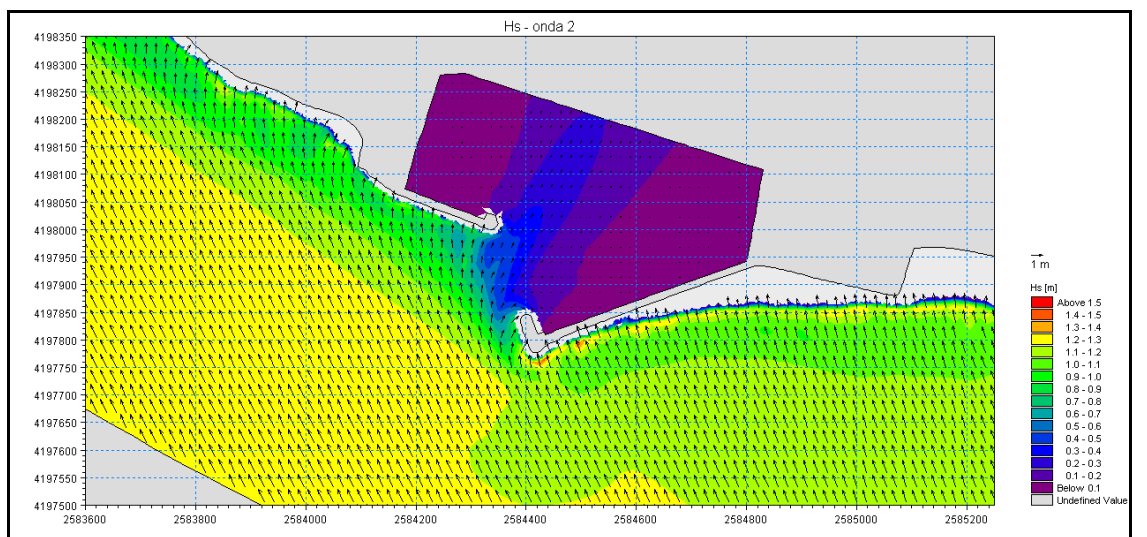 Hs - onda 2
4198350
4198300
4198250
4198200
4198150
4198100
4198050
4198000
4197950
4197900
4197850
4197800
4197750
4197700
4197650
4197600
4197550
4197500
2583600 2583800 2584000 2584200 2584400 2584600 2584800 2585000 2585200
1 m
Hs [m]
Above 1.5
1.4 - 1.5
1.3 - 1.4
1.2 - 1.3
1.1 - 1.2
1.0 - 1.1
0.9 - 1.0
0.8 - 0.9
0.7 - 0.8
0.6 - 0.7
0.5 - 0.6
0.4 - 0.5
0.3 - 0.4
0.2 - 0.3
0.1 - 0.2
Below 0.1
Undefined Value